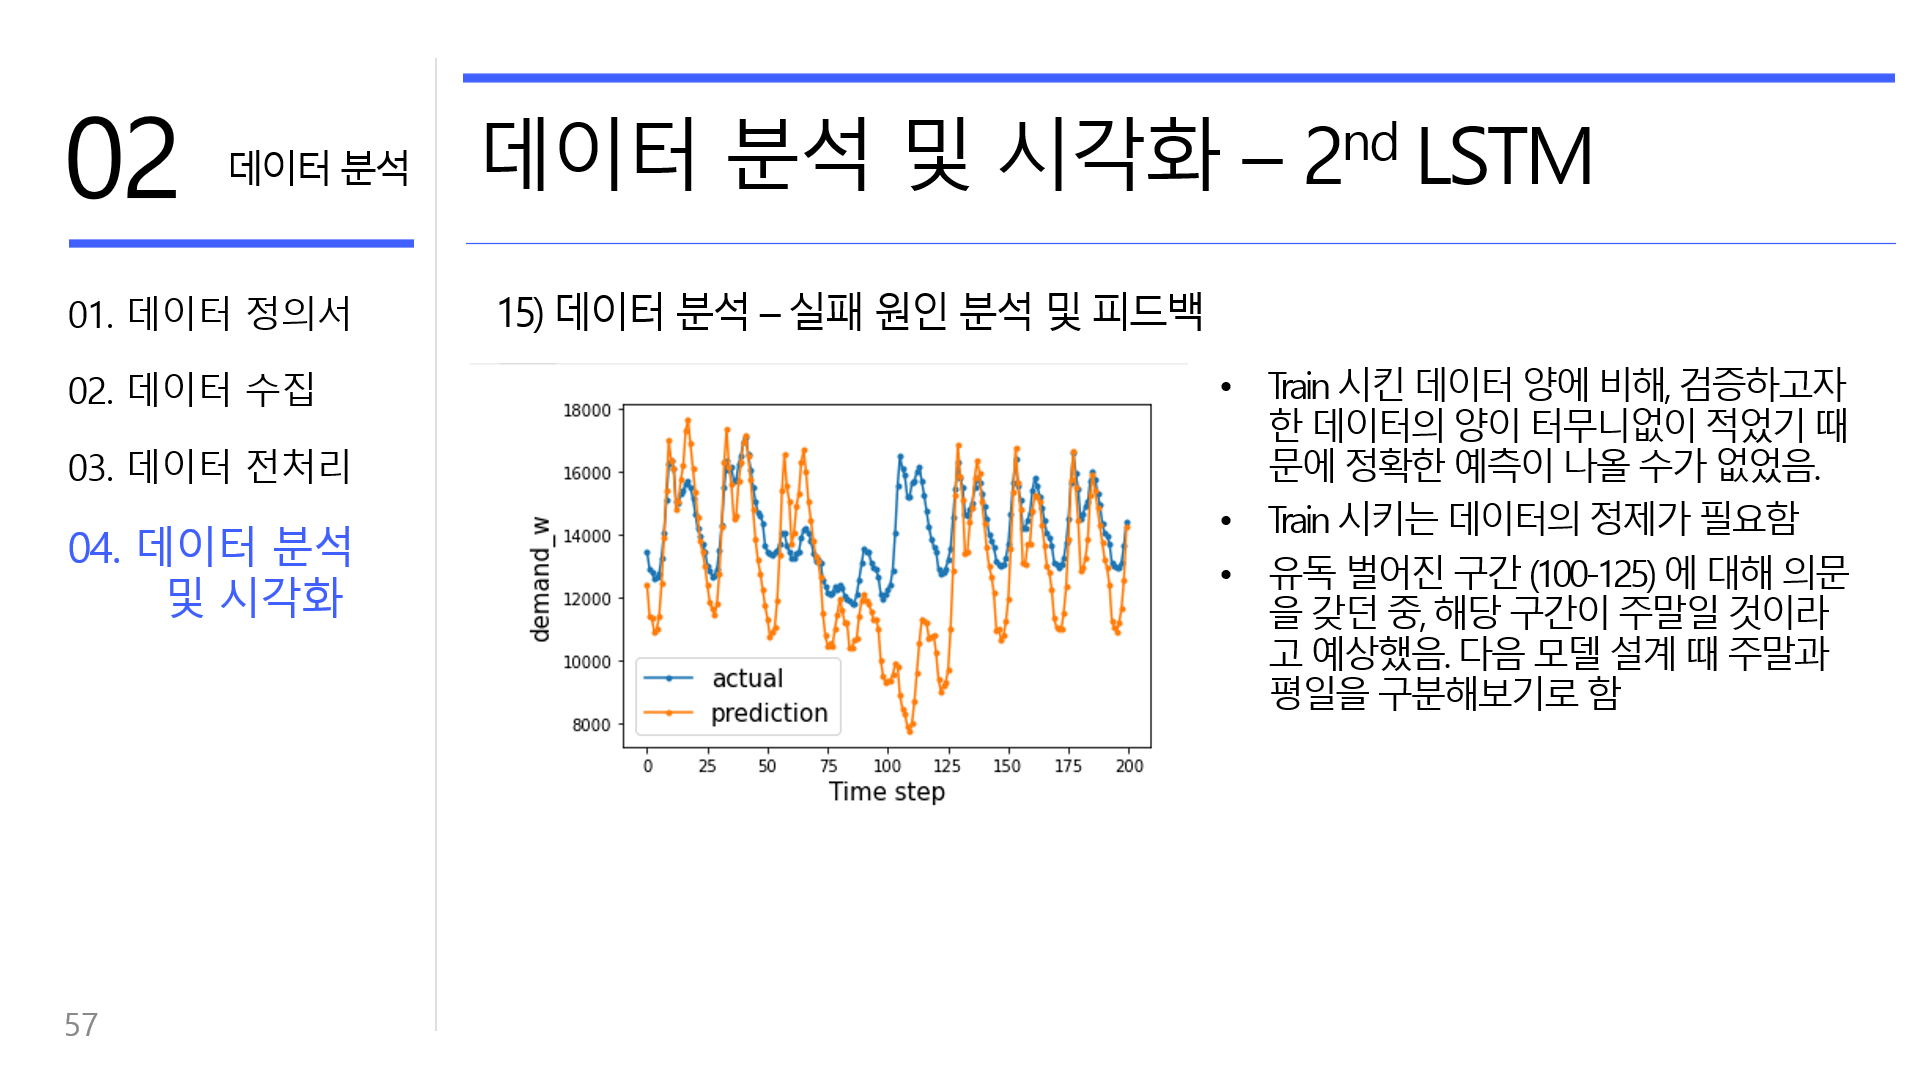 02 데이터 분석
01. 데이터 정의서
02. 데이터 수집
03. 데이터 전처리
04. 데이터 분석
및 시각화
57
데이터 분석 및 시각화 – 2nd LSTM
15) 데이터 분석 – 실패 원인 분석 및 피드백
18000
16000
14000
12000
10000
8000
demand_w
actual
prediction
0 25 50 75 100 125 150 175 200
Time step
• Train 시킨 데이터 양에 비해, 검증하고자
한 데이터의 양이 터무니없이 적었기 때
문에 정확한 예측이 나올 수가 없었음.
• Train 시키는 데이터의 정제가 필요함
• 유독 벌어진 구간 (100-125) 에 대해 의문
을 갖던 중, 해당 구간이 주말일 것이라
고 예상했음. 다음 모델 설계 때 주말과
평일을 구분해보기로 함